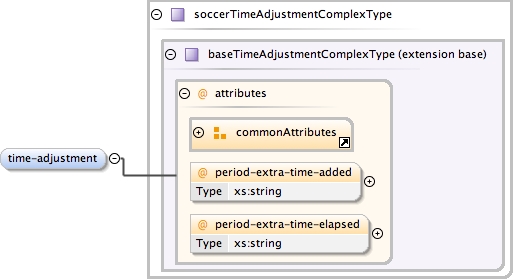 soccerTimeAdjustmentComplexType
baseTimeAdjustmentComplexType (extension base)
@ attributes
commonAttributes
time-adjustment
@ period-extra-time-added
Type xs:string
@ period-extra-time-elapsed
Type xs:string